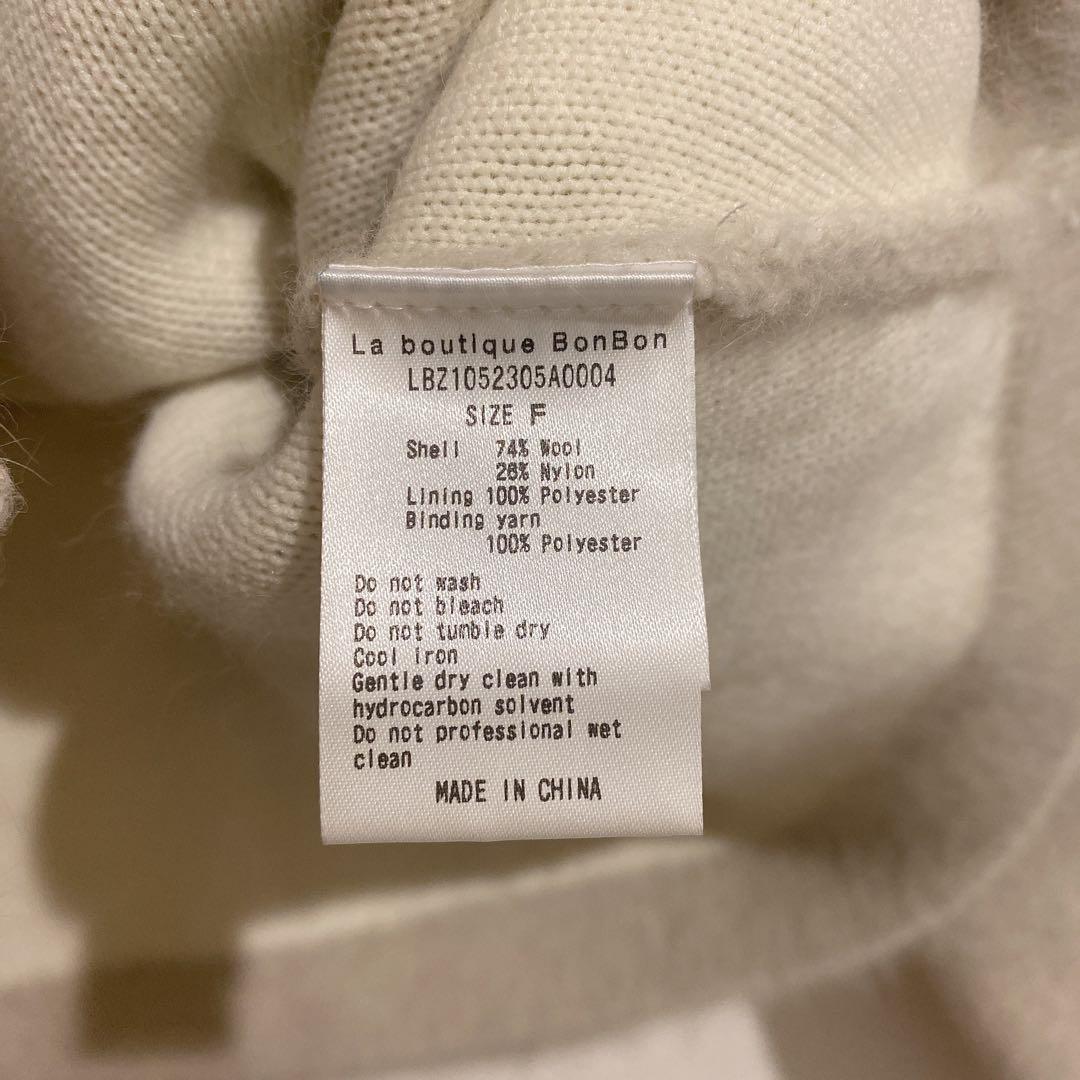 La boutique BonBon
LBZ1052305A0004
SIZE F
Shell 74% Wool
26% Nylon
Lining 100% Polyester
Binding yarn
100% Polyester
Do not wash
Do not bleach
Do not tumble dry
Cool iron
Gentle dry clean with
hydrocarbon solvent
Do not professional wet
clean
MADE IN CHINA